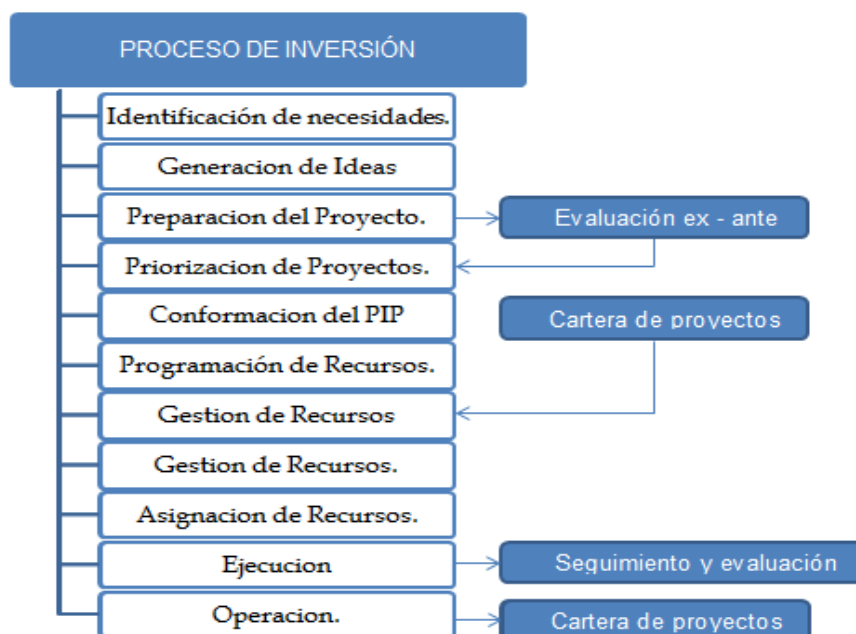 PROCESO DE INVERSIÓN
Identificación de necesidades.
Generacion de Ideas
Preparacion del Proyecto.
Evaluación ex - ante
Priorizacion de Proyectos.
Conformacion del PIP
Cartera de proyectos
Programación de Recursos.
Gestion de Recursos
Gestion de Recursos.
Asignacion de Recursos.
Ejecucion
Seguimiento y evaluación
Operacion.
Cartera de proyectos